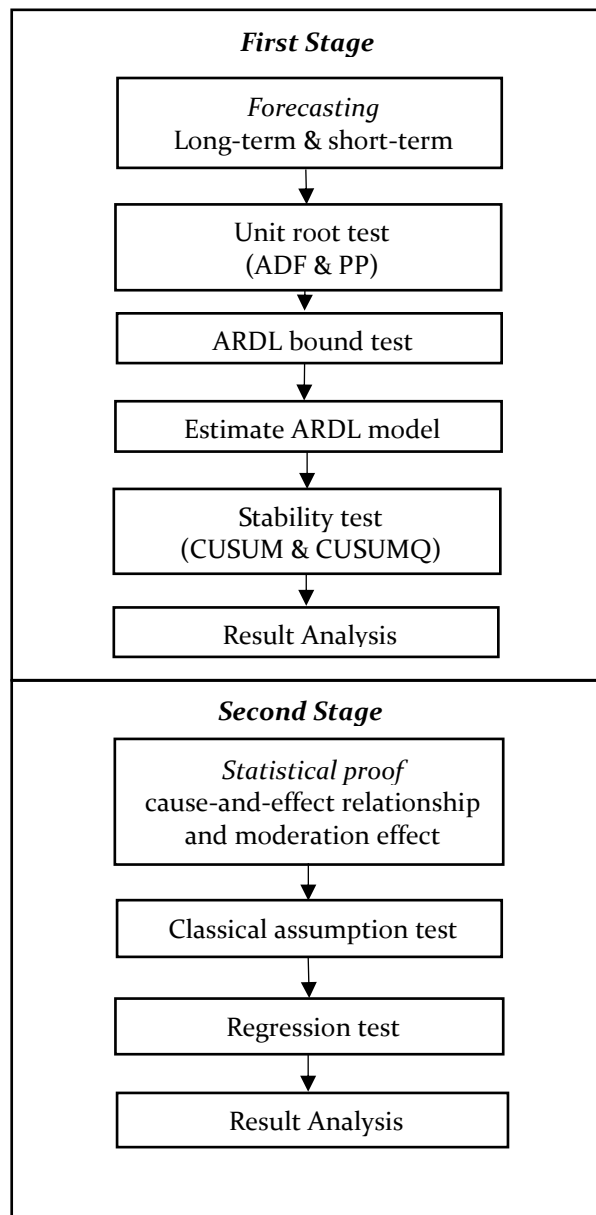 First Stage
Forecasting
Long-term & short-term
Unit root test
(ADF & PP)
ARDL bound test
Estimate ARDL model
Stability test
(CUSUM & CUSUMQ)
Result Analysis
Second Stage
Statistical proof
cause-and-effect relationship
and moderation effect
Classical assumption test
Regression test
Result Analysis